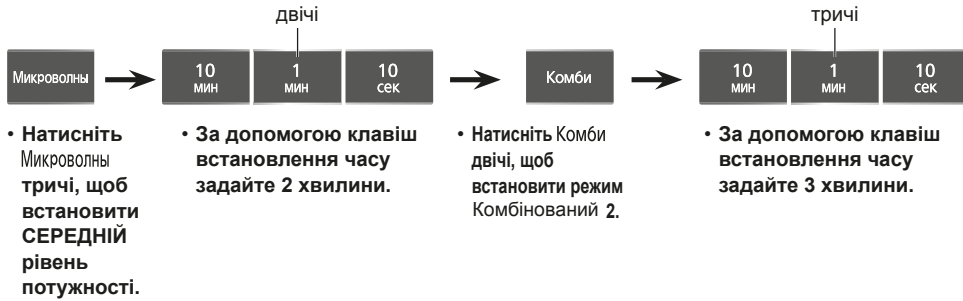 двічі
тричі
Микроволны
10 мин
1 мин
10 сек
Комби
10 мин
1 мин
10 сек
• Натисніть
Микроволны
тричі, щоб
встановити
СЕРЕДНІЙ
рівень
потужності.
• За допомогою клавіш
встановлення часу
задайте 2 хвилини.
• Натисніть Комби
двічі, щоб
встановити режим
Комбінований 2.
• За допомогою клавіш
встановлення часу
задайте 3 хвилини.